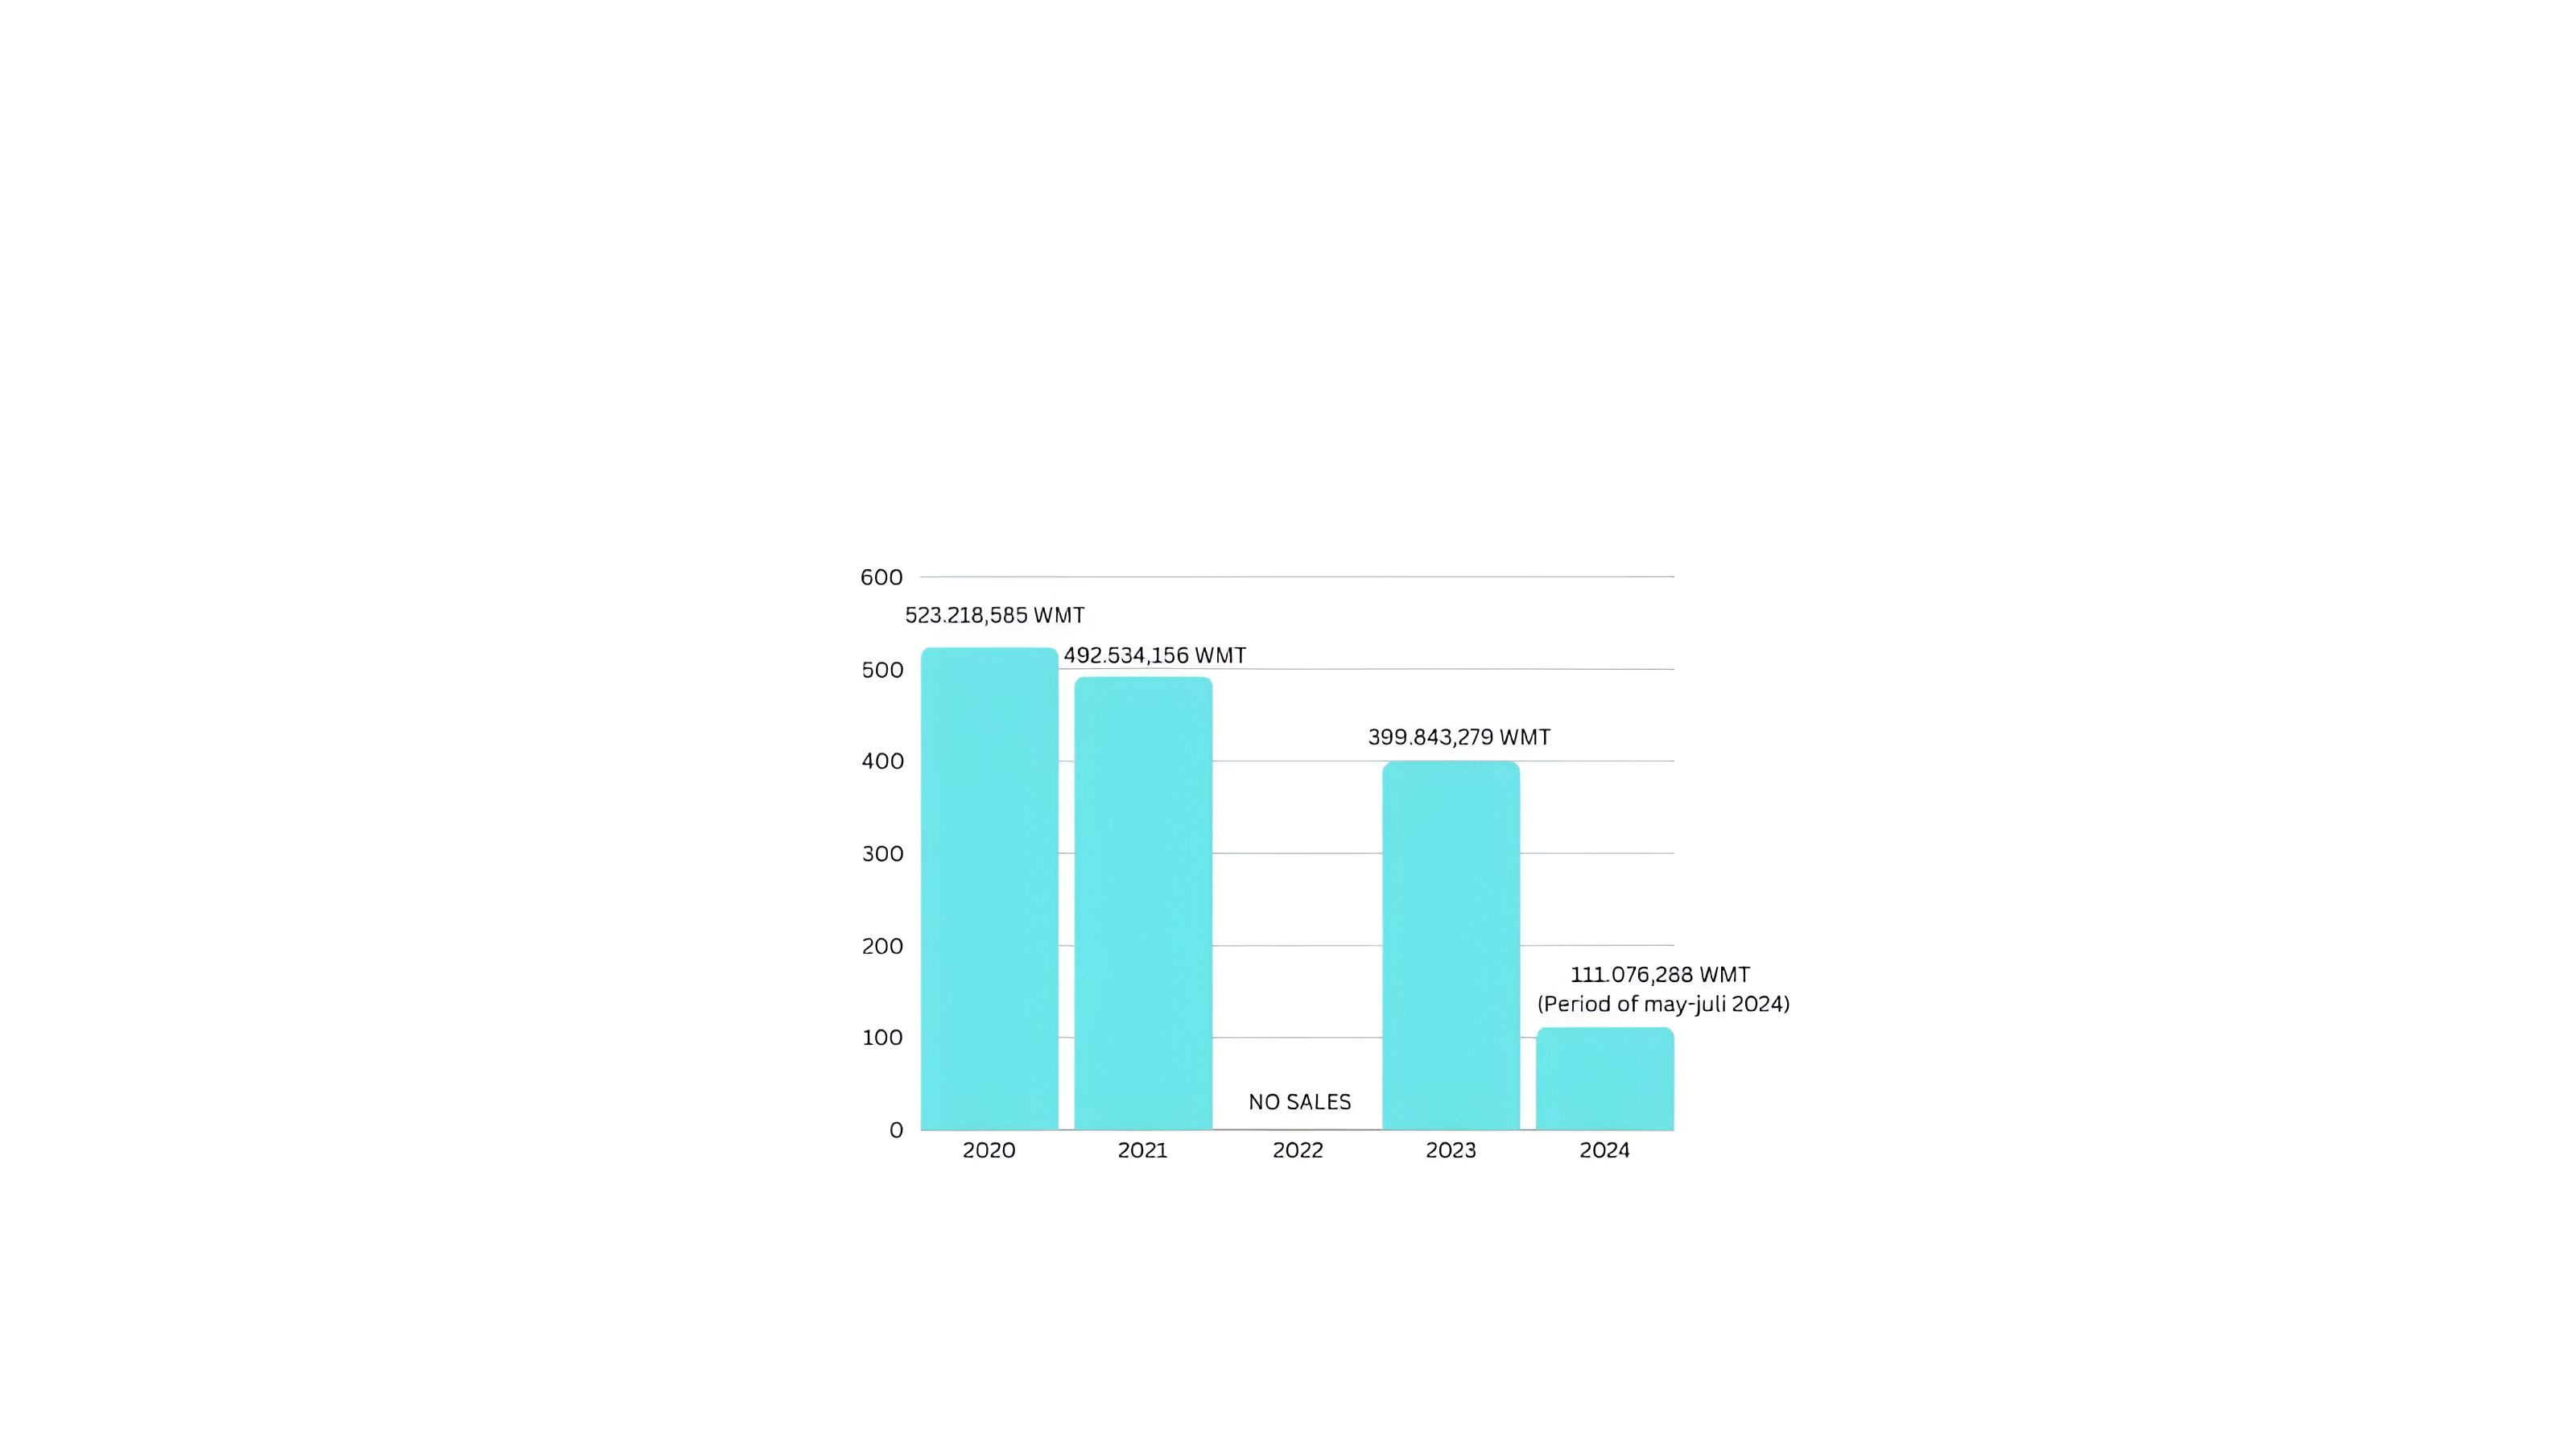 600
523.218,585 WMT
492.534,156 WMT
500
399.843,279 WMT
400
300
200
111.076,288 WMT
(Period of may-juli 2024)
100
NO SALES
0
2020 2021 2022 2023 2024